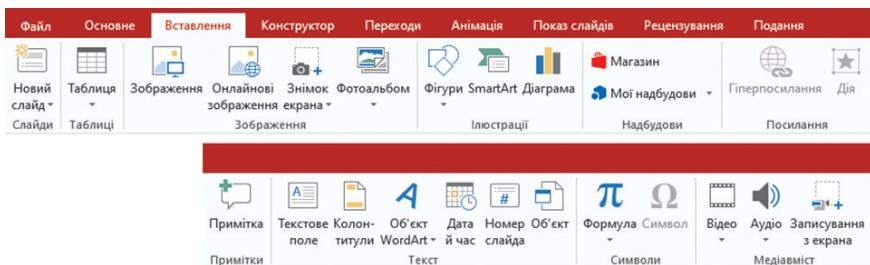 Файл Основне Вставлення Конструктор Переходи Анімація Показ слайдів Рецензування Подання
Новий Таблиця Зображення Онлайнові Знімок Фотоальбом Фігури SmartArt Діаграма Магазин Гіперпосилання Дія
слайд зображення екрана Мої надбудови
Слайди Таблиці Зображення Ілюстрації Надбудови Посилання
Примітка Текстове Колон- Об'єкт Дата Номер Об'єкт Формула Символ Відео Аудіо Записування
поле титули WordArt й час слайда з екрана
Примітки Текст Символи Медіавміст